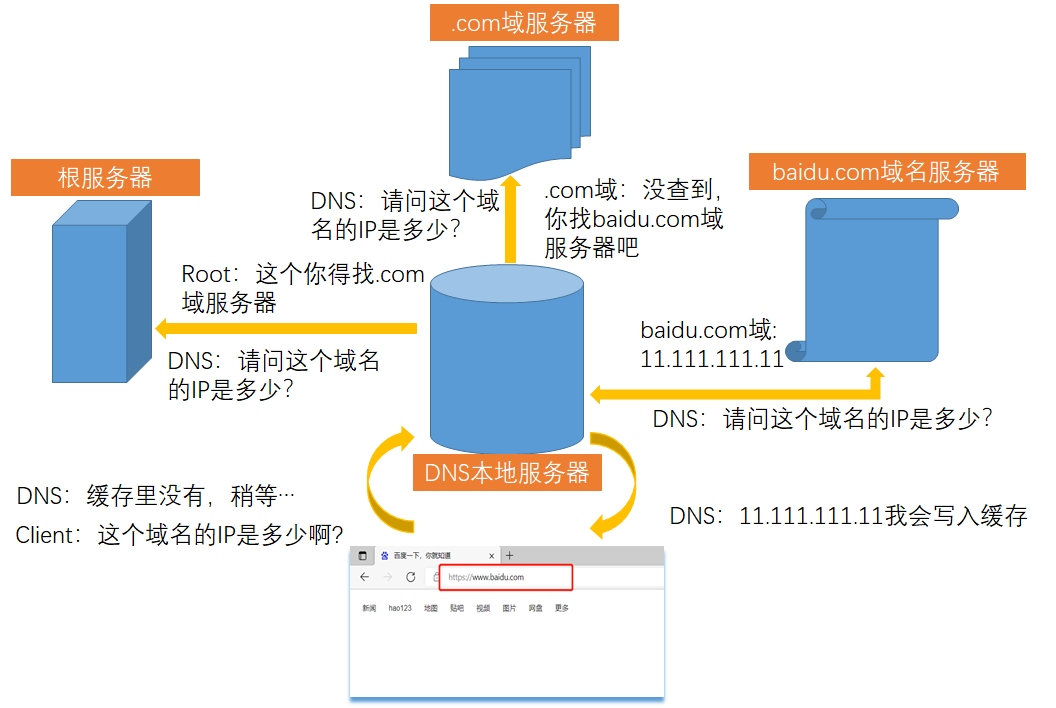 .com域服务器
根服务器
baidu.com域名服务器
DNS：请问这个域
名的IP是多少？
.com域：没查到，
你找baidu.com域
服务器吧
Root：这个你得找.com
域服务器
DNS：请问这个域名
的IP是多少？
baidu.com域:
11.111.111.11
DNS：请问这个域名的IP是多少？
DNS本地服务器
DNS：缓存里没有，稍等…
Client：这个域名的IP是多少啊?
DNS：11.111.111.11我会写入缓存
百度一下，你就知道
https://www.baidu.com
新闻 hao123 地图 贴吧 视频 图片 网盘 更多